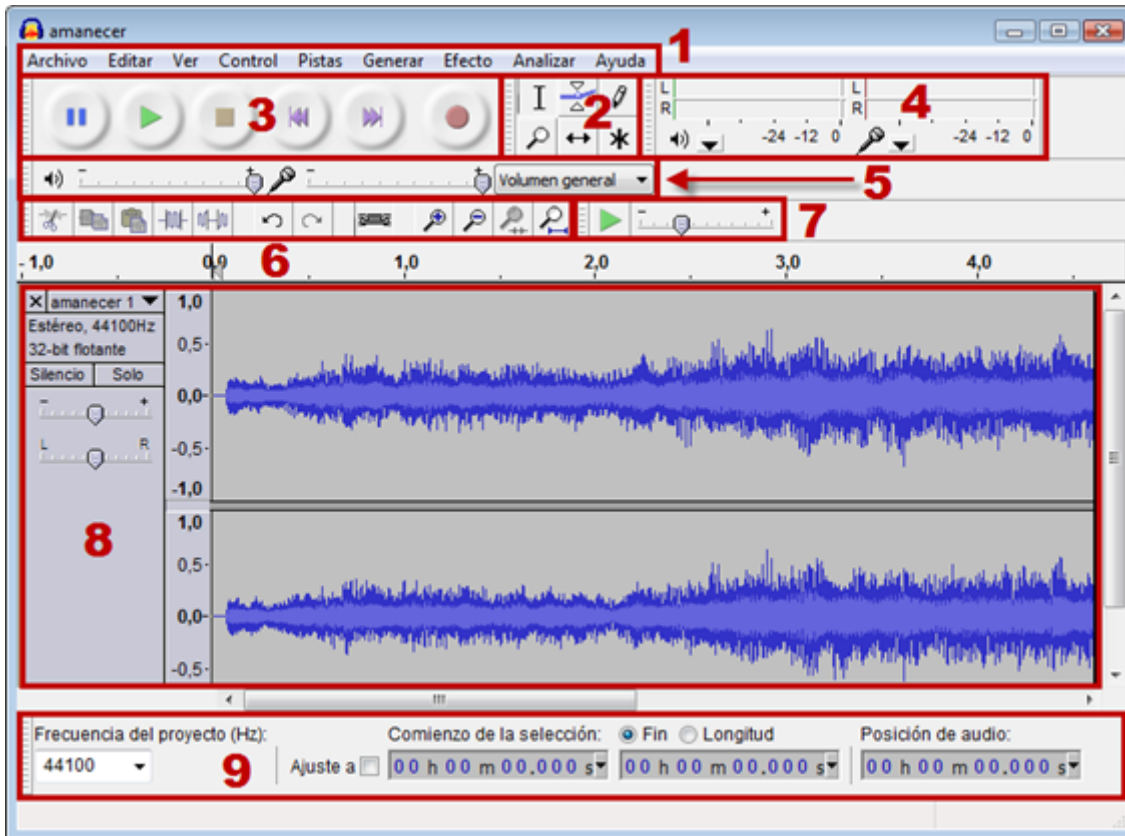 amanecer
1
Archivo Editar Ver Control Pistas Generar Efecto Analizar Ayuda
3
2
L
R
-24 -12 0
L
R
-24 -12 0
4
- Volumen general
+ - +
5
6
- +
7
-1,0 0,0 1,0 2,0 3,0 4,0
X amanecer 1
Estéreo, 44100Hz
32-bit flotante
Silencio Solo
- +
L R
8
1,0
0,5
0,0
-0,5
-1,0
1,0
0,5
0,0
-0,5
Frecuencia del proyecto (Hz): Comienzo de la selección: Fin Longitud Posición de audio:
44100 Ajuste a 00 h 00 m 00.000 s 00 h 00 m 00.000 s 00 h 00 m 00.000 s
9